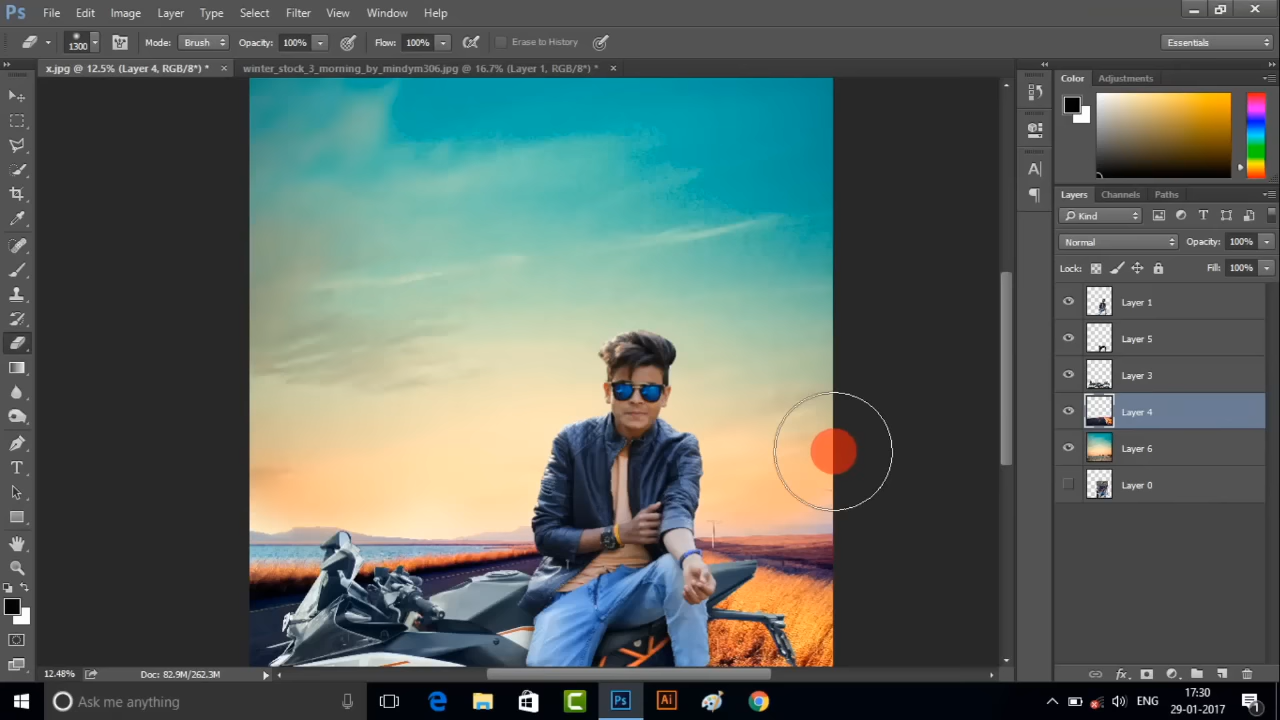 Ps File Edit Image Layer Type Select Filter View Window Help
1300 Mode: Brush Opacity: 100% Flow: 100% Erase to History Essentials
x.jpg @ 12.5% (Layer 4, RGB/8*) * × winter_stock_3_morning_by_mindym306.jpg @ 16.7% (Layer 1, RGB/8*) * ×
Color Adjustments
Layers Channels Paths
Kind
Normal Opacity: 100%
Lock: Fill: 100%
Layer 1
Layer 5
Layer 3
Layer 4
Layer 6
Layer 0
12.48% Doc: 82.9M/262.3M
Ask me anything Ps Ai ENG 17:30
29-01-2017